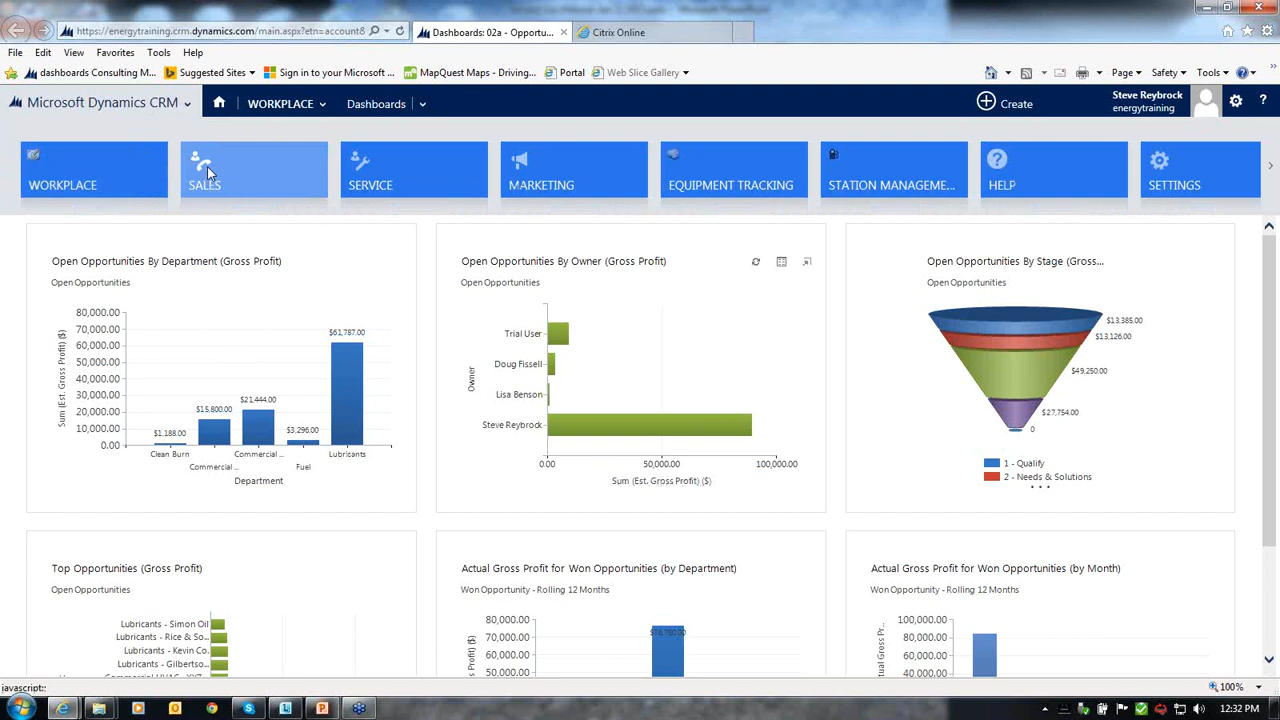 https://energytraining.crm.dynamics.com/main.aspx?etn=account8
Dashboards: 02a - Opportu...
Citrix Online
File Edit View Favorites Tools Help
dashboards Consulting M...
Suggested Sites
Sign in to your Microsoft ...
MapQuest Maps - Driving,...
Portal
Web Slice Gallery
Page
Safety
Tools
Microsoft Dynamics CRM
WORKPLACE
Dashboards
Create
Steve Reybrock
energytraining
WORKPLACE
SALES
SERVICE
MARKETING
EQUIPMENT TRACKING
STATION MANAGEME...
HELP
SETTINGS
Open Opportunities By Department (Gross Profit)
Open Opportunities
Sum (Est. Gross Profit) ($)
80,000.00
70,000.00
60,000.00
50,000.00
40,000.00
30,000.00
20,000.00
10,000.00
0.00
$1,188.00
$15,800.00
$21,444.00
$3,296.00
$61,787.00
Clean Burn
Commercial ...
Commercial ...
Fuel
Lubricants
Department
Open Opportunities By Owner (Gross Profit)
Open Opportunities
Owner
Trial User
Doug Fissell
Lisa Benson
Steve Reybrock
0.00
50,000.00
100,000.00
Sum (Est. Gross Profit) ($)
Open Opportunities By Stage (Gross...
Open Opportunities
$13,385.00
$13,126.00
$49,250.00
$27,754.00
0
1 - Qualify
2 - Needs & Solutions
Top Opportunities (Gross Profit)
Open Opportunities
Lubricants - Simon Oil
Lubricants - Rice & So...
Lubricants - Kevin Co.
Lubricants - Gilbertso...
Actual Gross Profit for Won Opportunities (by Department)
Won Opportunity - Rolling 12 Months
80,000.00
70,000.00
60,000.00
50,000.00
Actual Gross Profit for Won Opportunities (by Month)
Won Opportunity - Rolling 12 Months
Actual Gross Pr...
100,000.00
80,000.00
60,000.00
40,000.00
javascript:;
100%
12:32 PM